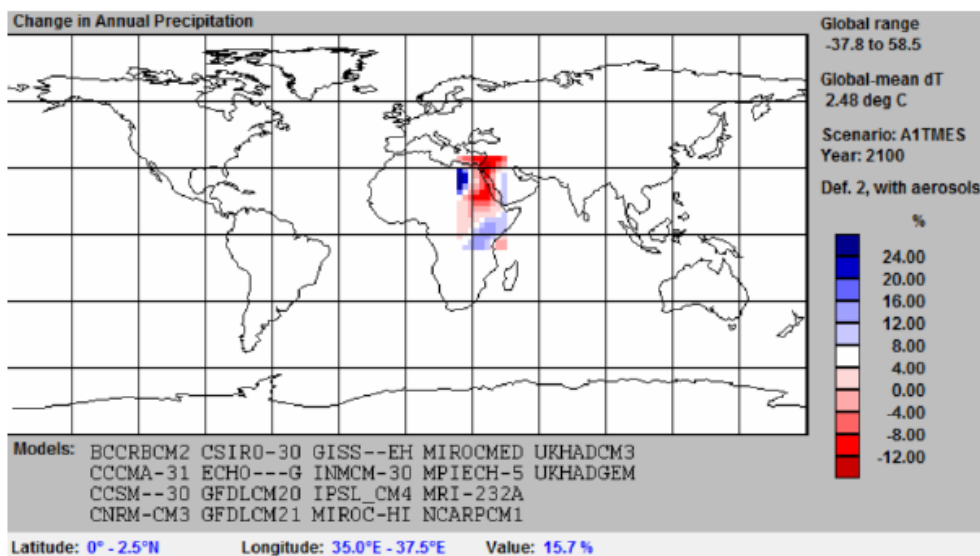 Change in Annual Precipitation
Global range
-37.8 to 58.5
Global-mean dT
2.48 deg C
Scenario: A1TMES
Year: 2100
Def. 2, with aerosols
%
24.00
20.00
16.00
12.00
8.00
4.00
0.00
-4.00
-8.00
-12.00
Models: BCCRBCM2 CSIRO-30 GISS--EH MIROCMED UKHADCM3
CCCMA-31 ECHO---G INMCM-30 MPIECH-5 UKHADGEM
CCSM--30 GFDLCM20 IPSL_CM4 MRI-232A
CNRM-CM3 GFDLCM21 MIROC-HI NCARPCM1
Latitude: 0° - 2.5°N Longitude: 35.0°E - 37.5°E Value: 15.7 %